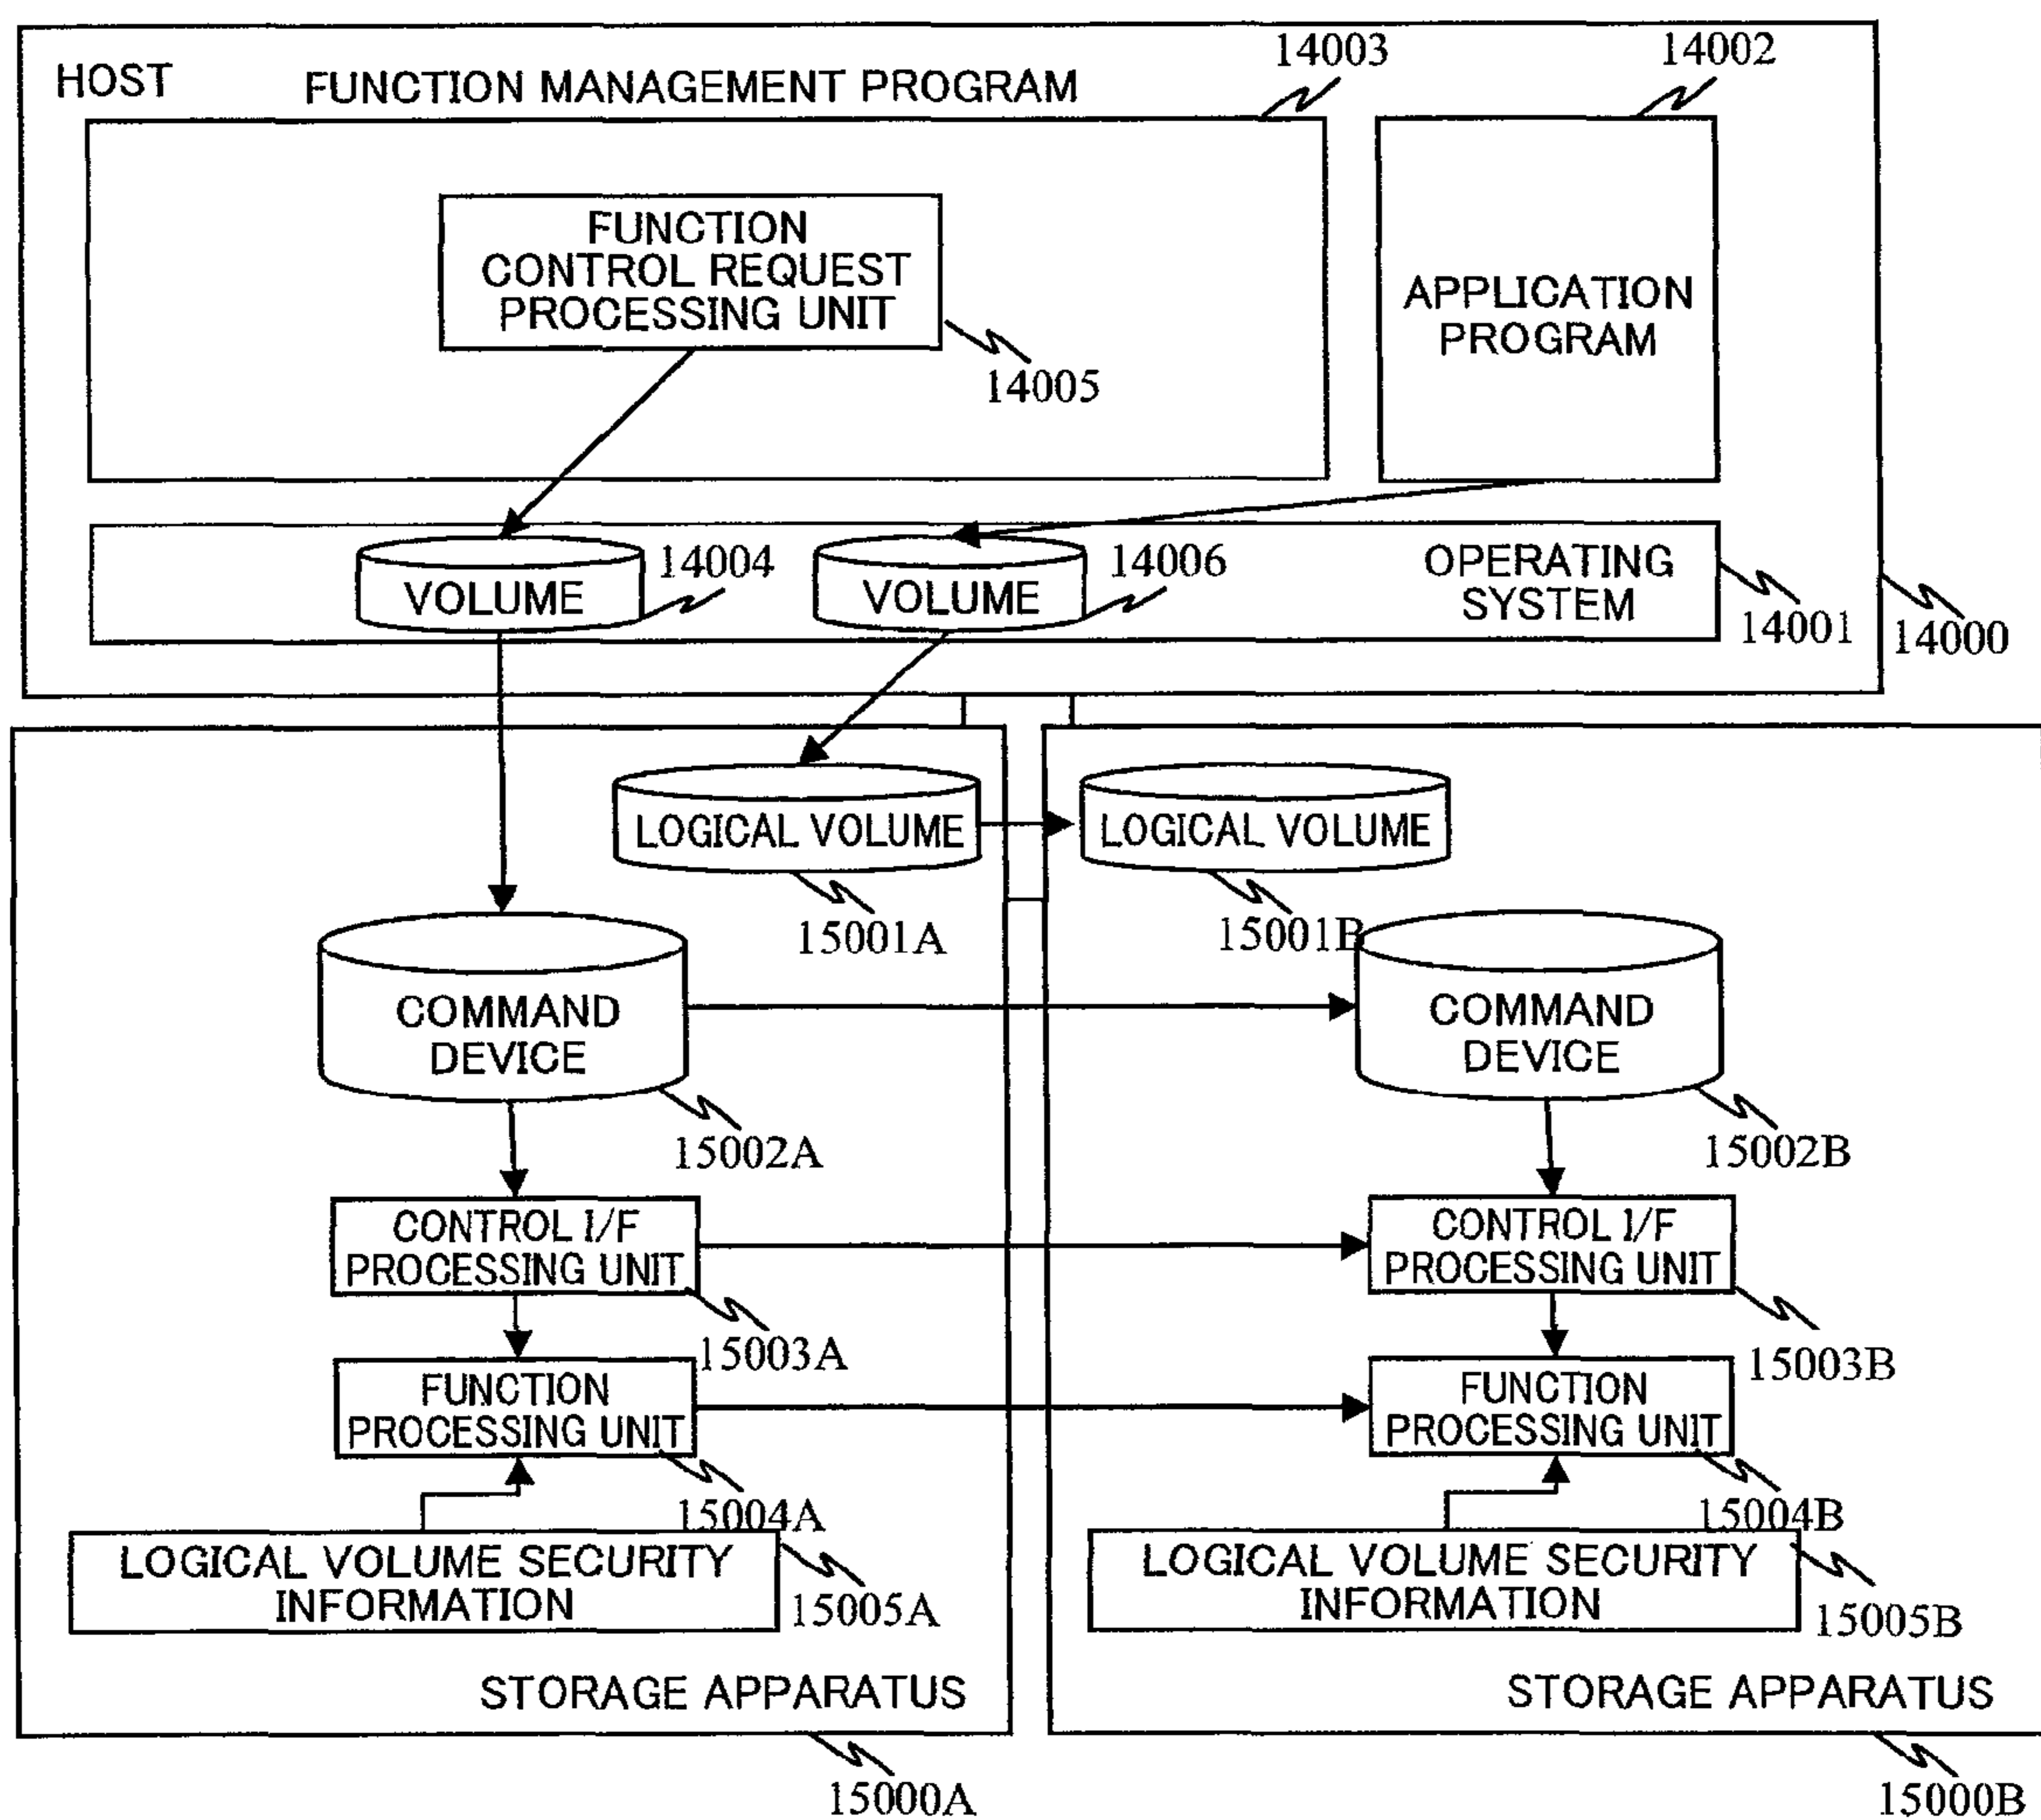 14003
14002
HOST
FUNCTION MANAGEMENT PROGRAM
FUNCTION
CONTROL REQUEST
PROCESSING UNIT
14005
APPLICATION
PROGRAM
VOLUME
14004
VOLUME
14006
OPERATING
SYSTEM
14001
14000
LOGICAL VOLUME
15001A
LOGICAL VOLUME
15001B
COMMAND
DEVICE
15002A
COMMAND
DEVICE
15002B
CONTROL I/F
PROCESSING UNIT
15003A
CONTROL I/F
PROCESSING UNIT
15003B
FUNCTION
PROCESSING UNIT
15004A
FUNCTION
PROCESSING UNIT
15004B
LOGICAL VOLUME SECURITY
INFORMATION
15005A
LOGICAL VOLUME SECURITY
INFORMATION
15005B
STORAGE APPARATUS
STORAGE APPARATUS
15000A
15000B